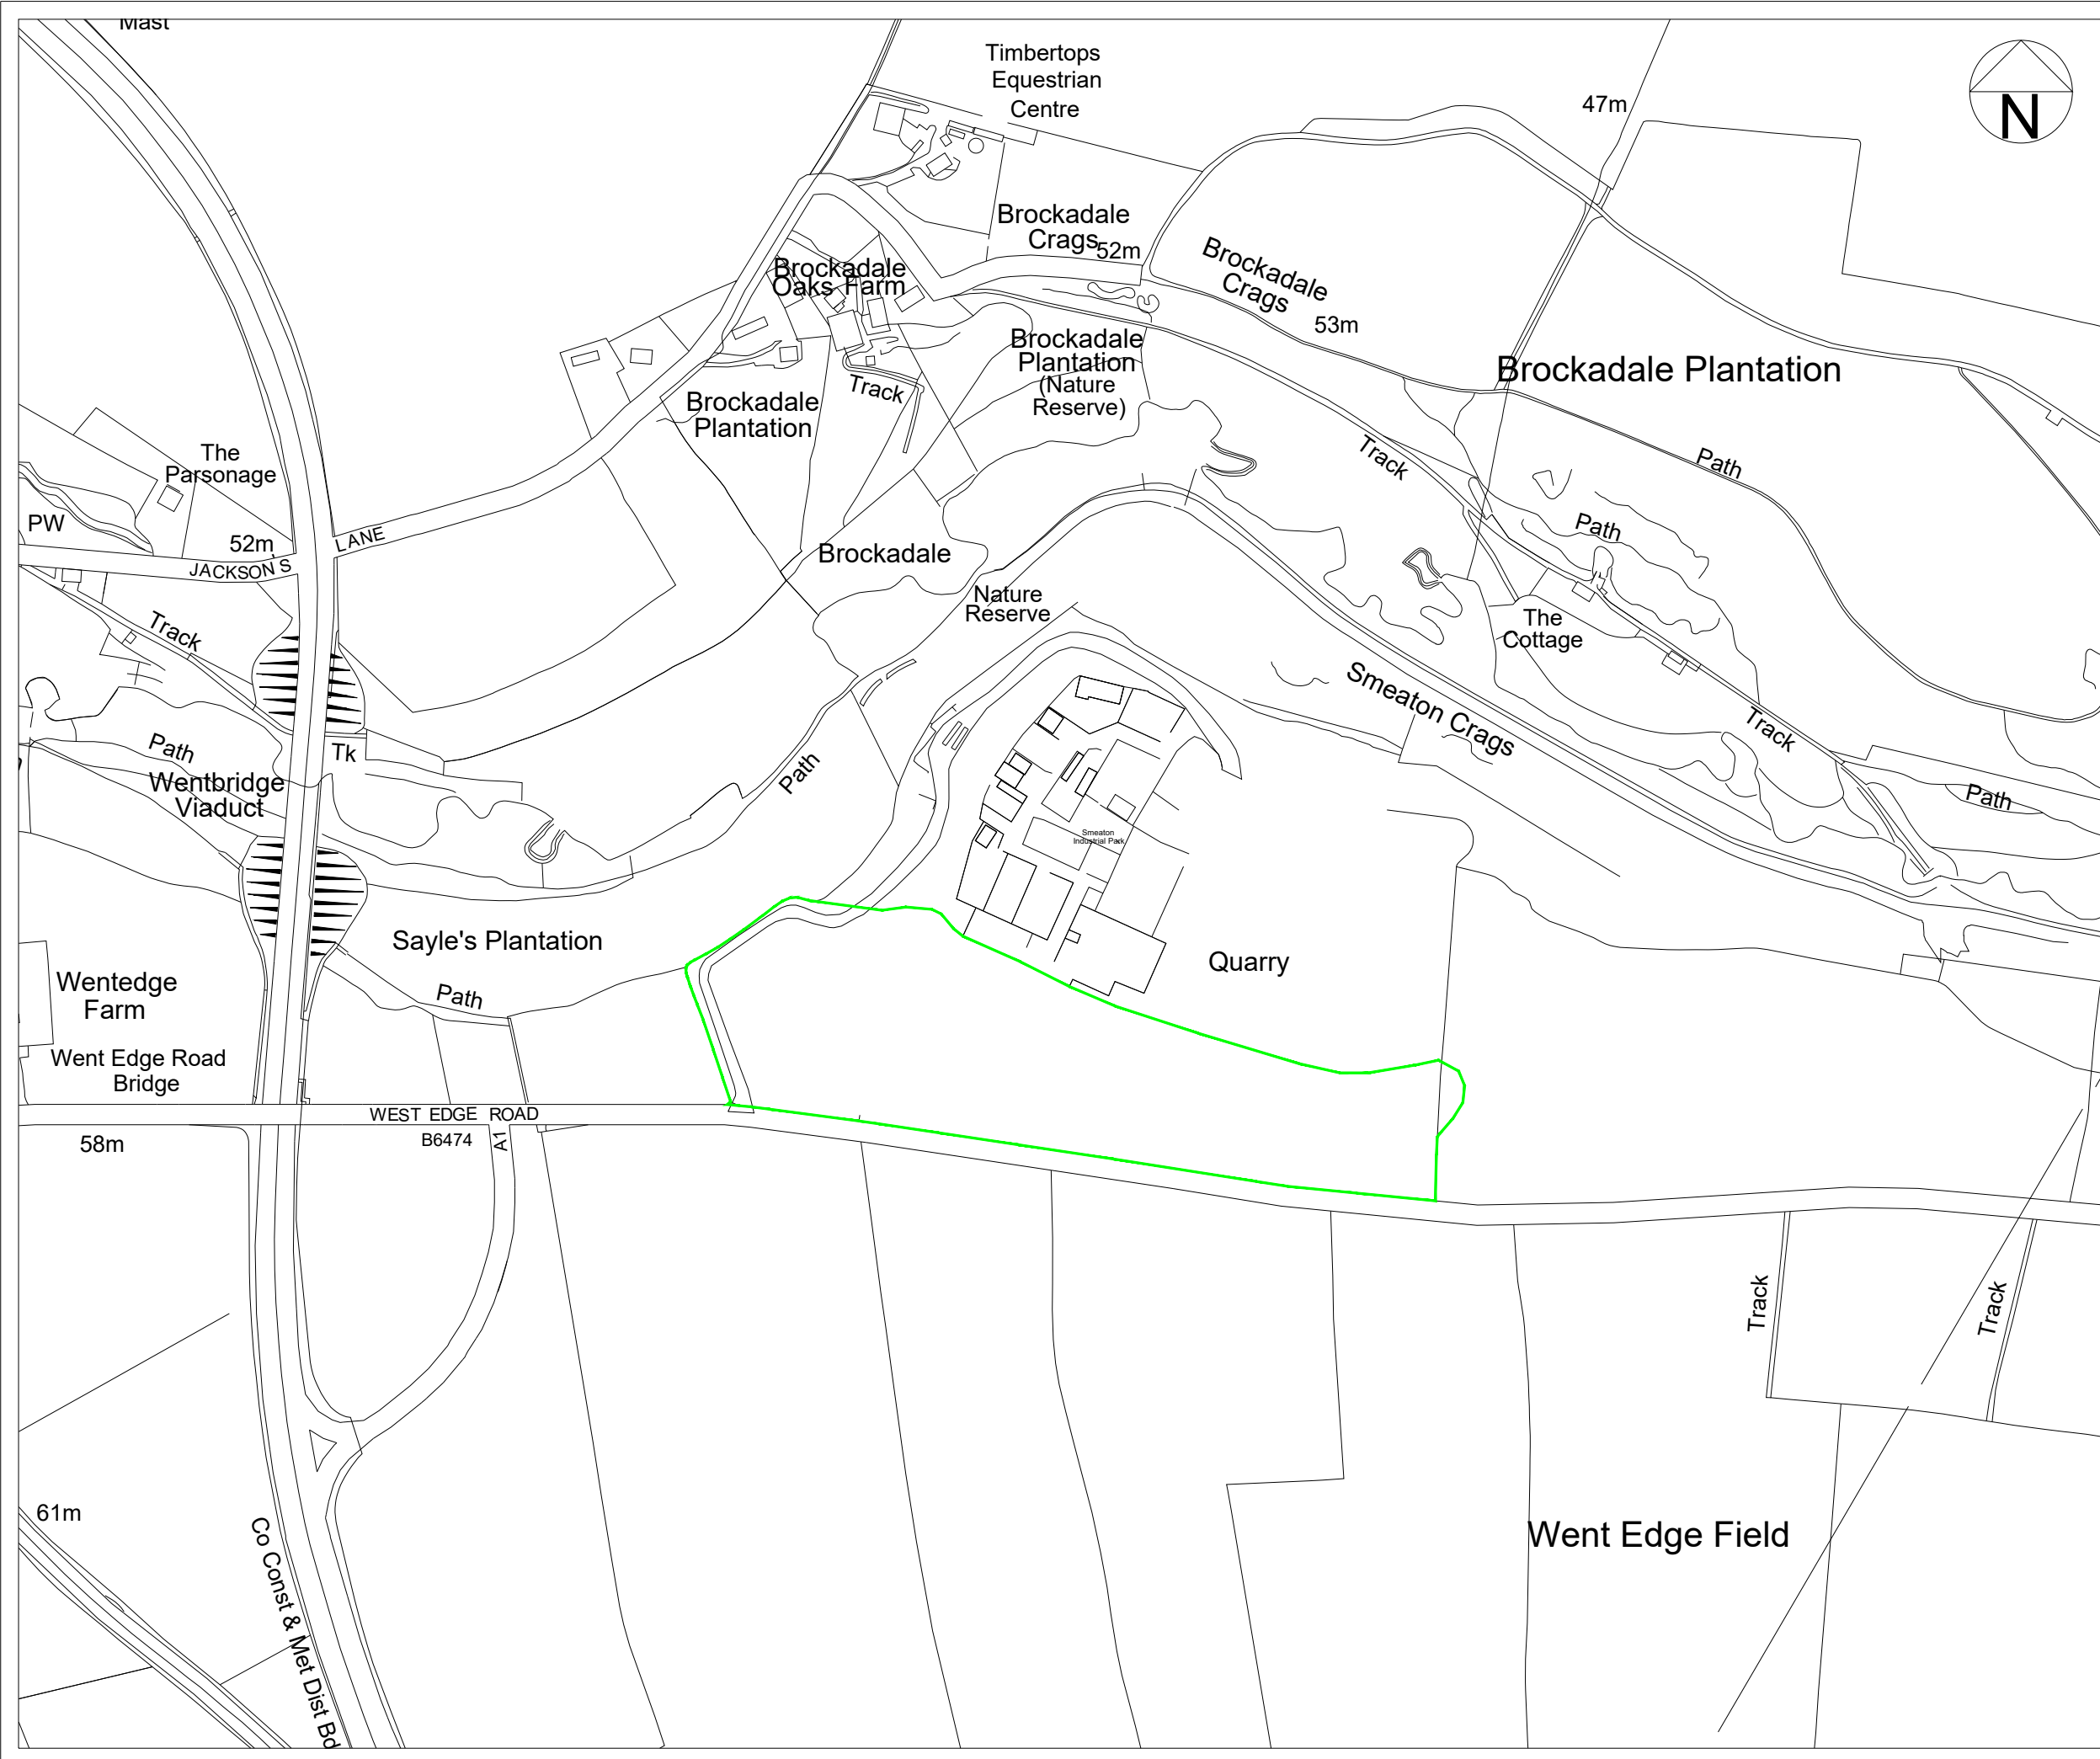 Mast
Timbertops
Equestrian
Centre
47m
N
Brockadale
Crags
52m
Brockadale
Crags
53m
Brockadale
Oaks Farm
Brockadale
Plantation
(Nature
Reserve)
Brockadale Plantation
Track
Brockadale
Plantation
The
Parsonage
PW
52m
JACKSON'S
LANE
Track
Path
Path
Brockadale
Nature
Reserve
The
Cottage
Track
Smeaton Crags
Track
Path
Tk
Path
Wentbridge
Viaduct
Path
Smeaton
Industrial Park
Path
Sayle's Plantation
Quarry
Wentedge
Farm
Path
Went Edge Road
Bridge
WEST EDGE ROAD
58m
B6474
A1
Track
Track
61m
Co Const & Met Dist Bd
Went Edge Field